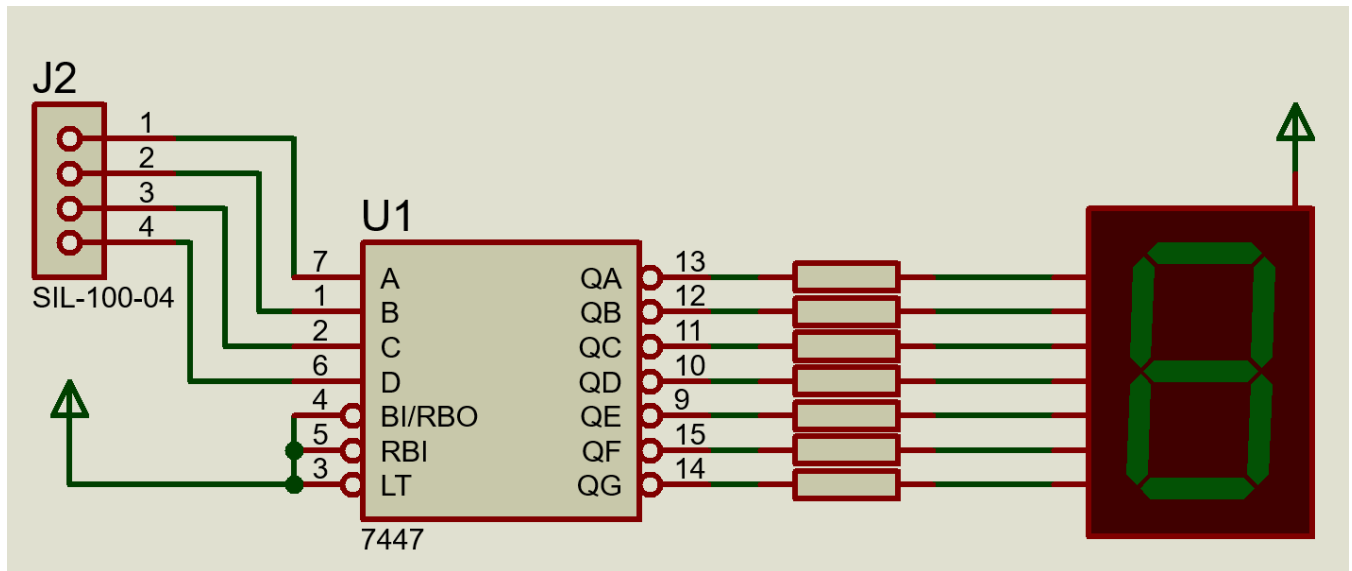 J2
1
2
3
4
SIL-100-04
U1
7 A QA 13
1 B QB 12
2 C QC 11
6 D QD 10
4 BI/RBO QE 9
5 RBI QF 15
3 LT QG 14
7447